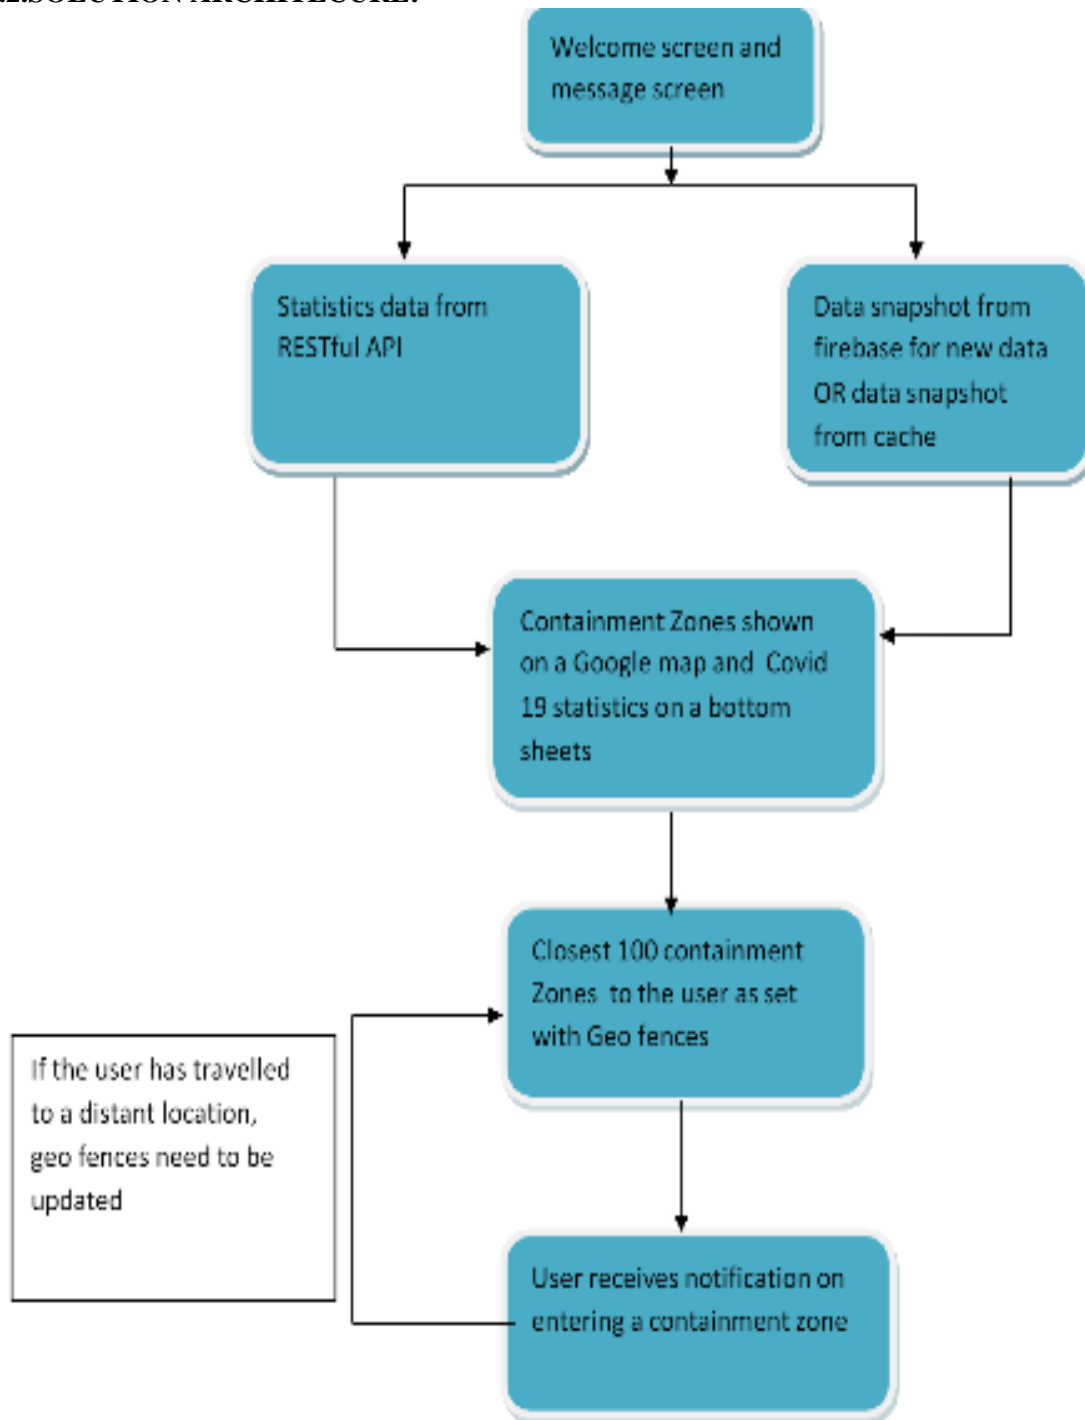 .2.SOLUTION ARCHITECURE:
Welcome screen and
message screen
Statistics data from
RESTful API
Data snapshot from
firebase for new data
OR data snapshot
from cache
Containment Zones shown
on a Google map and Covid
19 statistics on a bottom
sheets
Closest 100 containment
Zones to the user as set
with Geo fences
If the user has travelled
to a distant location,
geo fences need to be
updated
User receives notification on
entering a containment zone